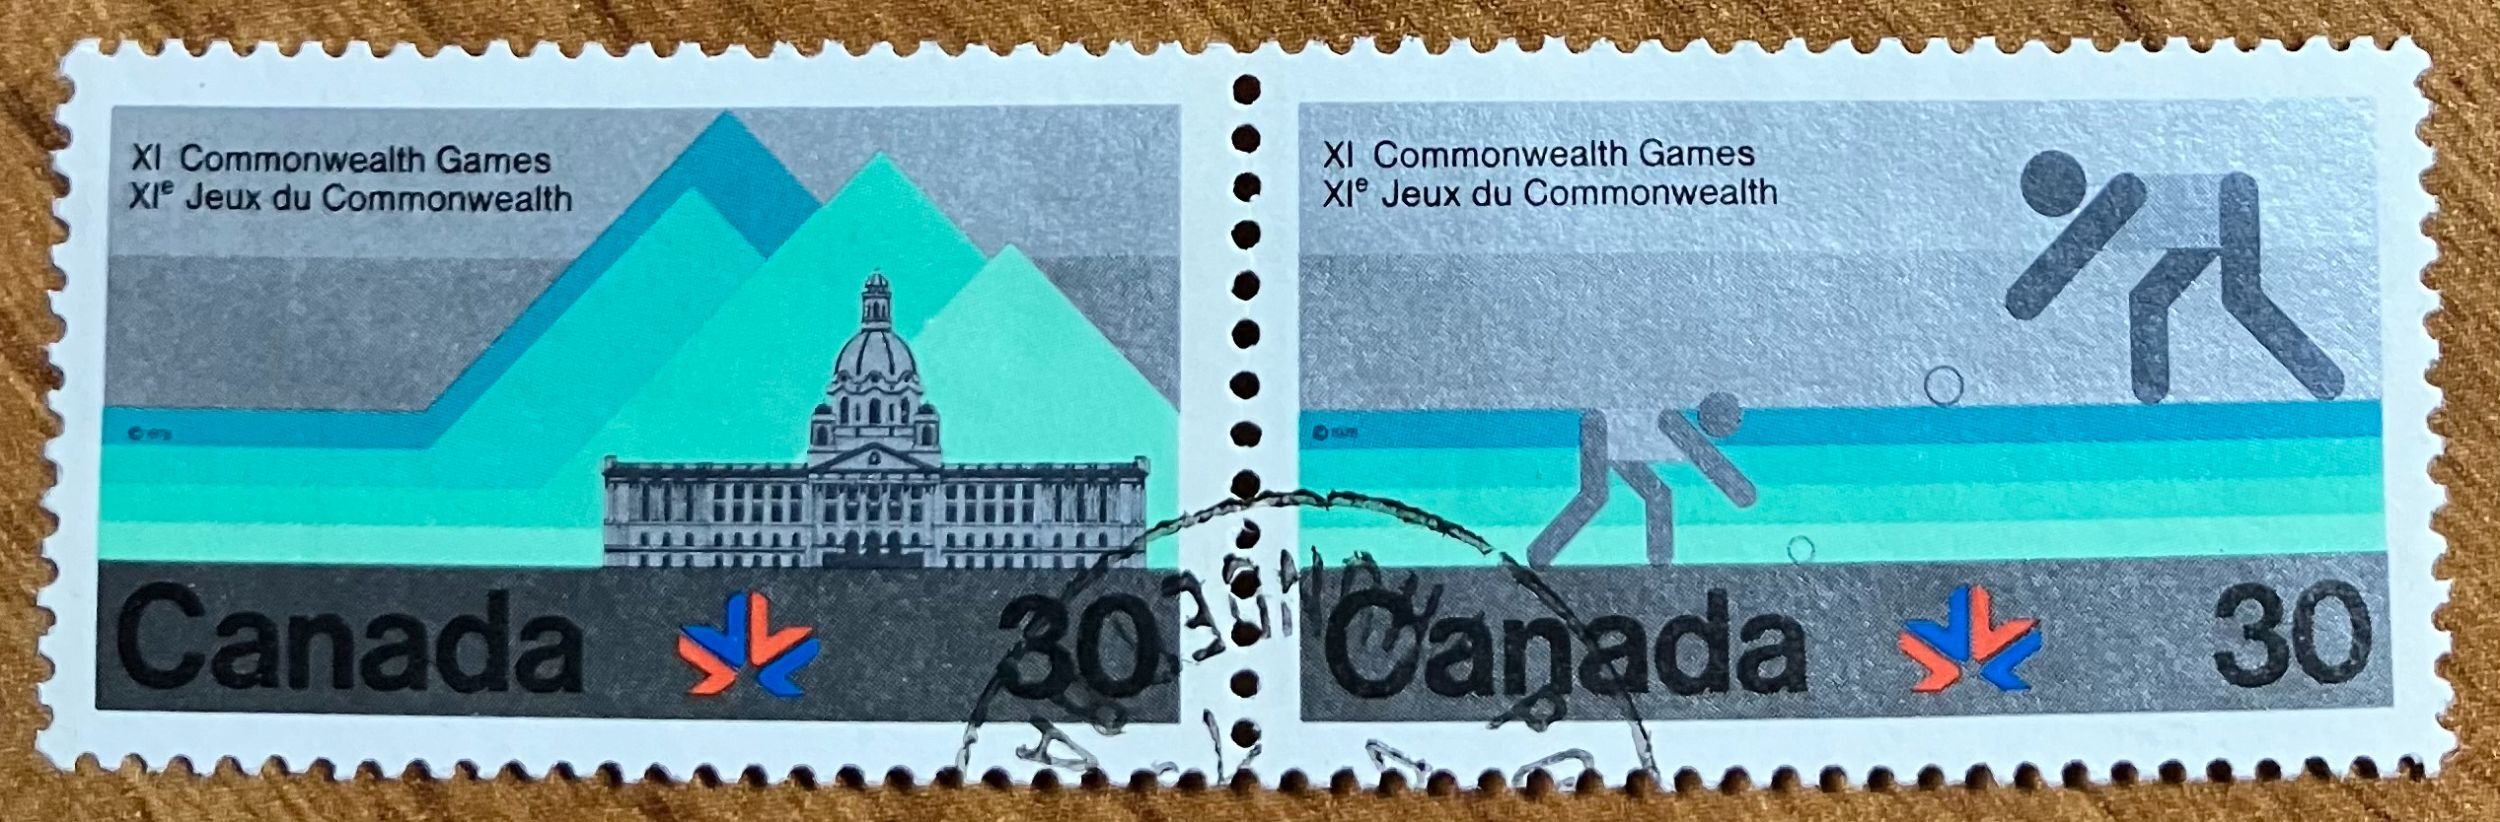 XI Commonwealth Games
XIe Jeux du Commonwealth
Canada
30
XI Commonwealth Games
XIe Jeux du Commonwealth
Canada
30